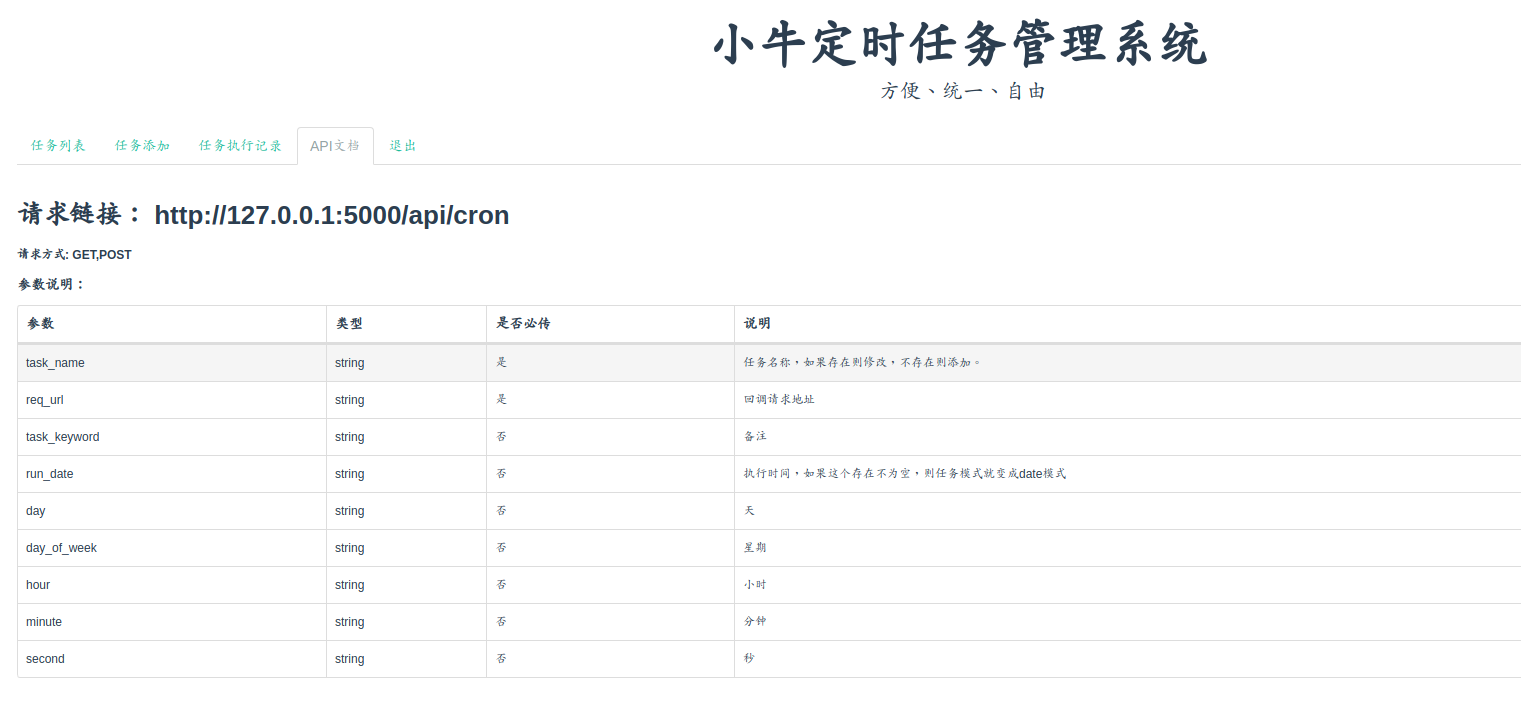 小牛定时任务管理系统
方便、统一、自由
任务列表 任务添加 任务执行记录 API文档 退出
请求链接： http://127.0.0.1:5000/api/cron
请求方式: GET,POST
参数说明：
参数 类型 是否必传 说明
task_name string 是 任务名称，如果存在则修改，不存在则添加。
req_url string 是 回调请求地址
task_keyword string 否 备注
run_date string 否 执行时间，如果这个存在不为空，则任务模式就变成date模式
day string 否 天
day_of_week string 否 星期
hour string 否 小时
minute string 否 分钟
second string 否 秒